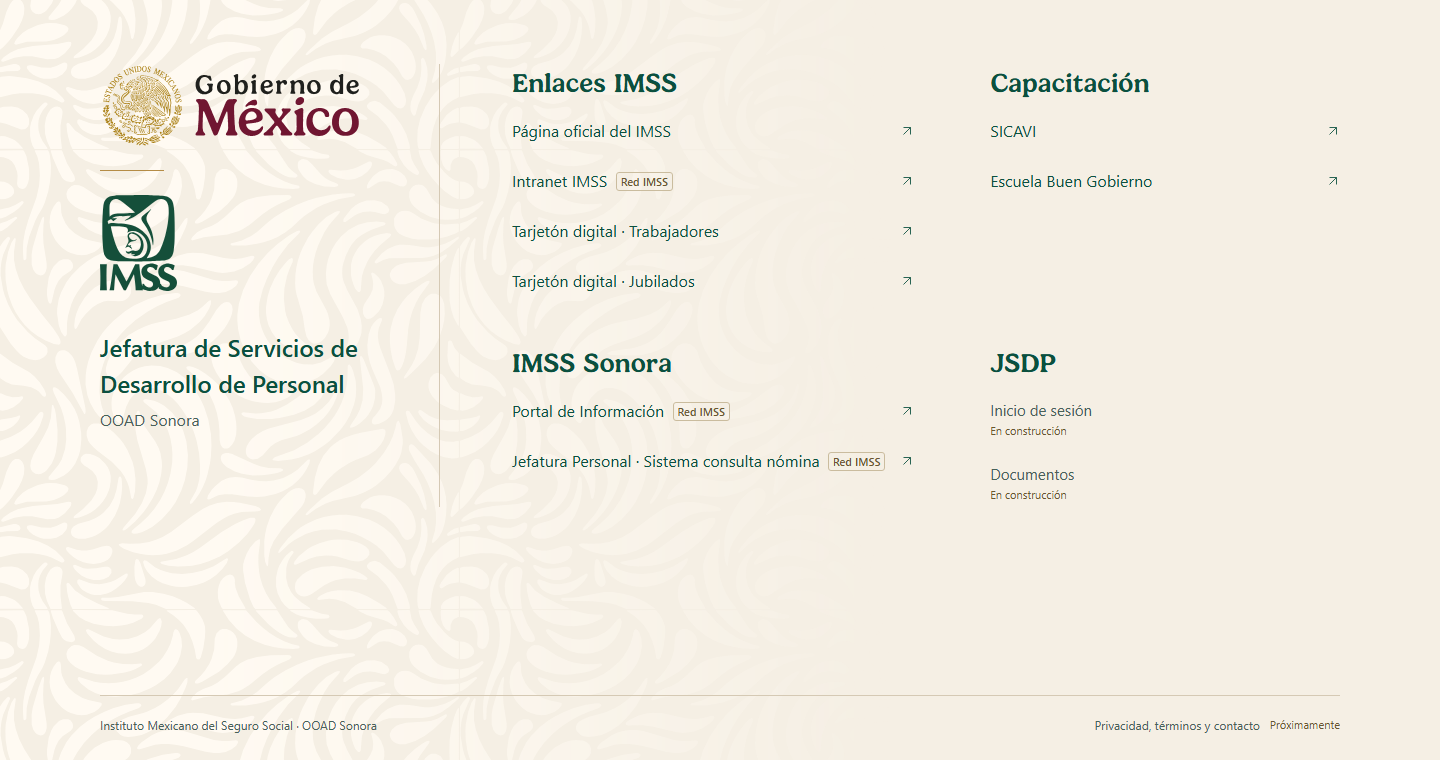 ESTADOS UNIDOS MEXICANOS
Gobierno de
México
IMSS
Jefatura de Servicios de
Desarrollo de Personal
OOAD Sonora
Enlaces IMSS
Página oficial del IMSS
Intranet IMSS Red IMSS
Tarjetón digital · Trabajadores
Tarjetón digital · Jubilados
Capacitación
SICAVI
Escuela Buen Gobierno
IMSS Sonora
Portal de Información Red IMSS
Jefatura Personal · Sistema consulta nómina Red IMSS
JSDP
Inicio de sesión
En construcción
Documentos
En construcción
Instituto Mexicano del Seguro Social · OOAD Sonora
Privacidad, términos y contacto Próximamente